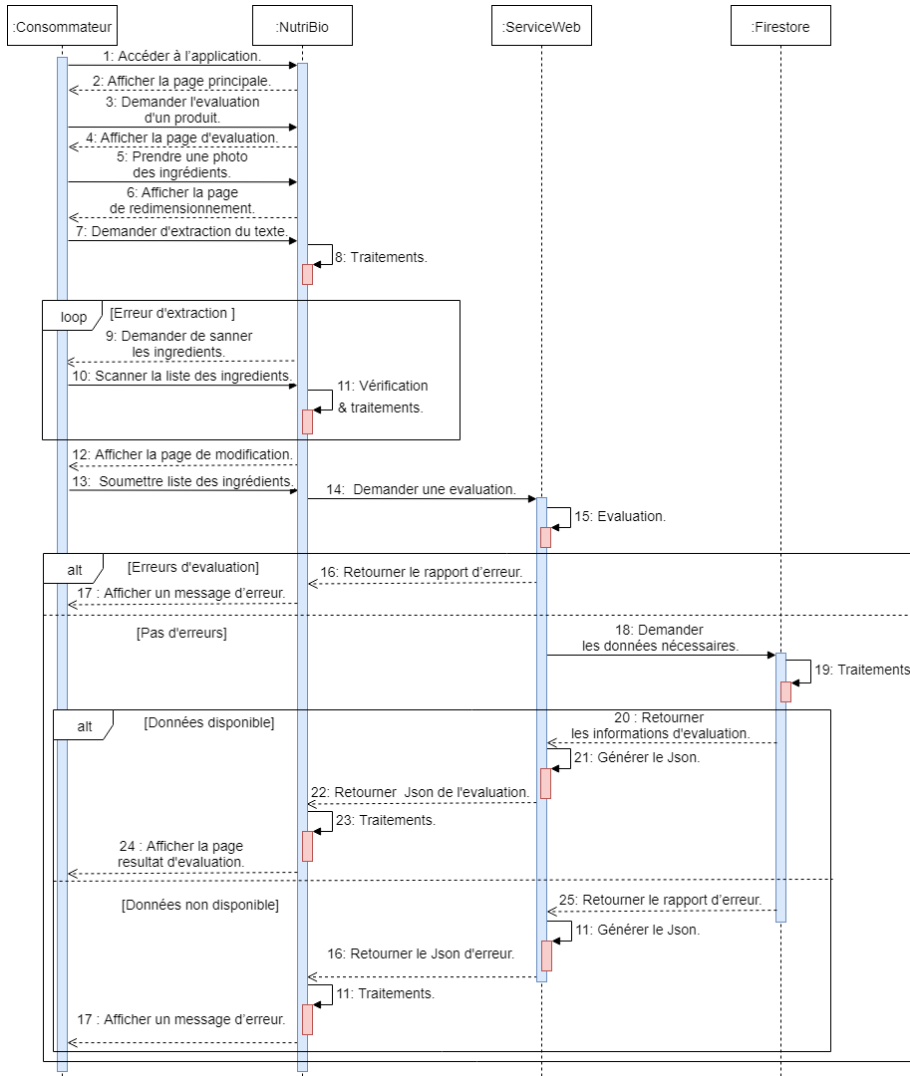 :Consommateur
:NutriBio
:ServiceWeb
:Firestore
1: Accéder à l'application.
2: Afficher la page principale.
3: Demander l'evaluation
d'un produit.
4: Afficher la page d'evaluation.
5: Prendre une photo
des ingrédients.
6: Afficher la page
de redimensionnement.
7: Demander d'extraction du texte.
8: Traitements.
loop
[Erreur d'extraction ]
9: Demander de sanner
les ingredients.
10: Scanner la liste des ingredients.
11: Vérification
& traitements.
12: Afficher la page de modification.
13: Soumettre liste des ingrédients.
14: Demander une evaluation.
15: Evaluation.
alt
[Erreurs d'evaluation]
16: Retourner le rapport d'erreur.
17 : Afficher un message d'erreur.
[Pas d'erreurs]
18: Demander
les données nécessaires.
19: Traitements
alt
[Données disponible]
20 : Retourner
les informations d'evaluation.
21: Générer le Json.
22: Retourner Json de l'evaluation.
23: Traitements.
24 : Afficher la page
resultat d'evaluation.
[Données non disponible]
25: Retourner le rapport d'erreur.
11: Générer le Json.
16: Retourner le Json d'erreur.
11: Traitements.
17 : Afficher un message d'erreur.